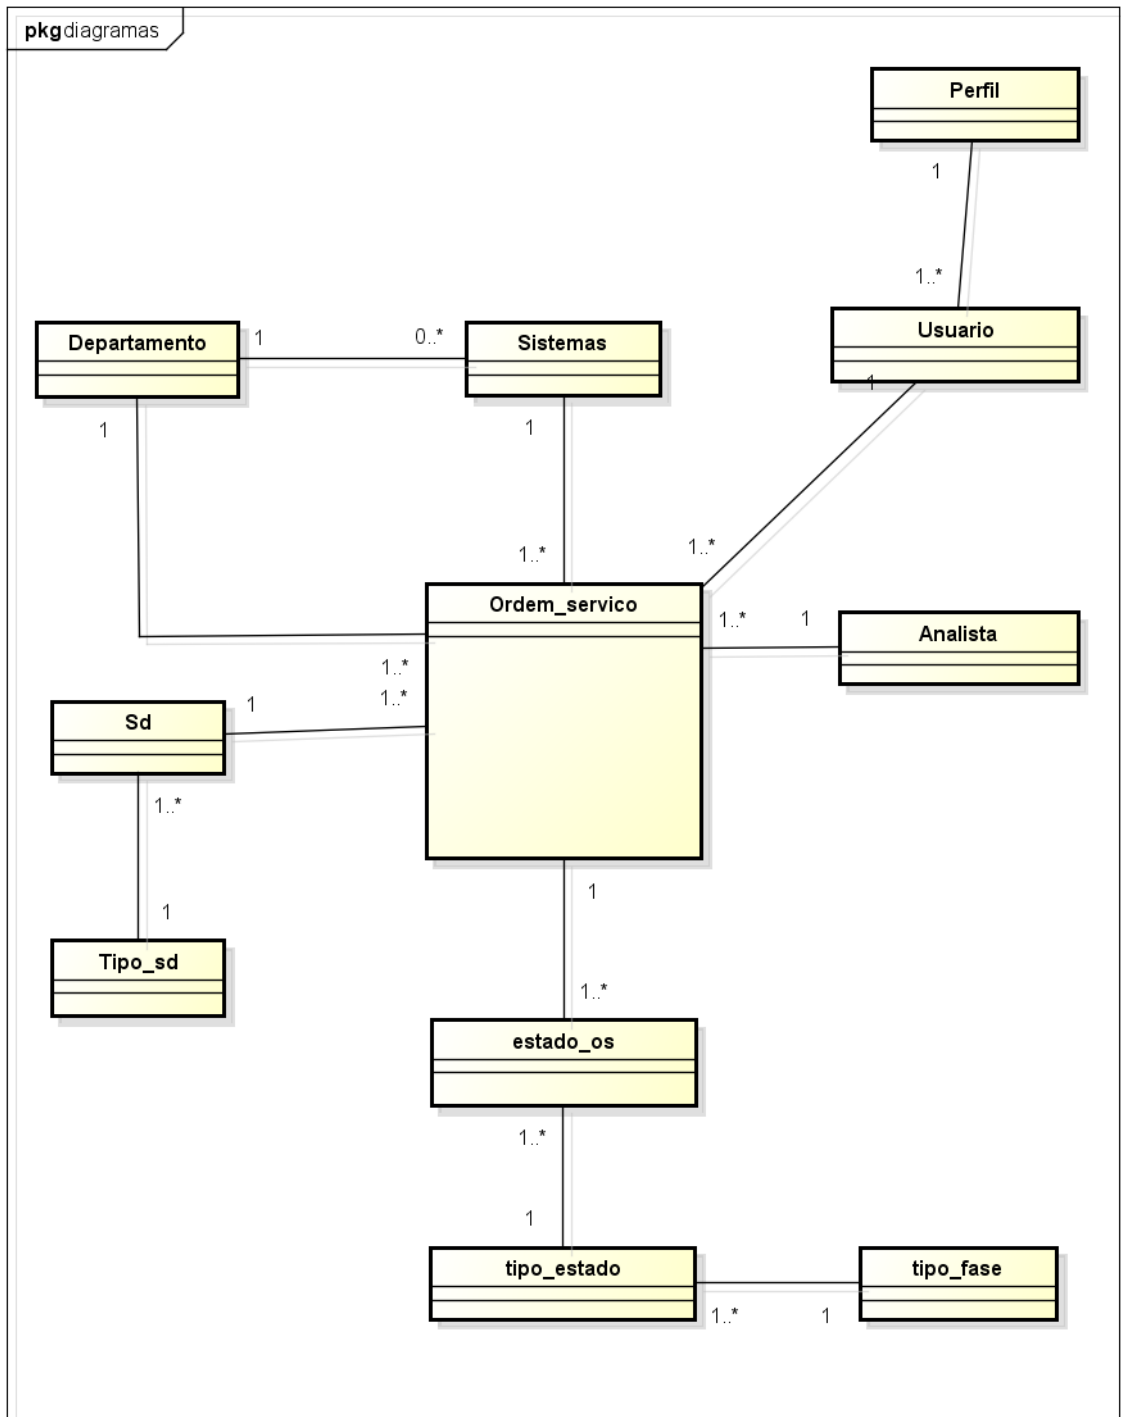 pkg diagramas
Perfil
1
1..*
Usuario
1
Departamento
1
0..*
Sistemas
1
1
1..*
1..*
Ordem_servico
1..*
1
Analista
1..*
1..*
1
Sd
1..*
1
Tipo_sd
1
1..*
estado_os
1..*
1
tipo_estado
1..*
1
tipo_fase